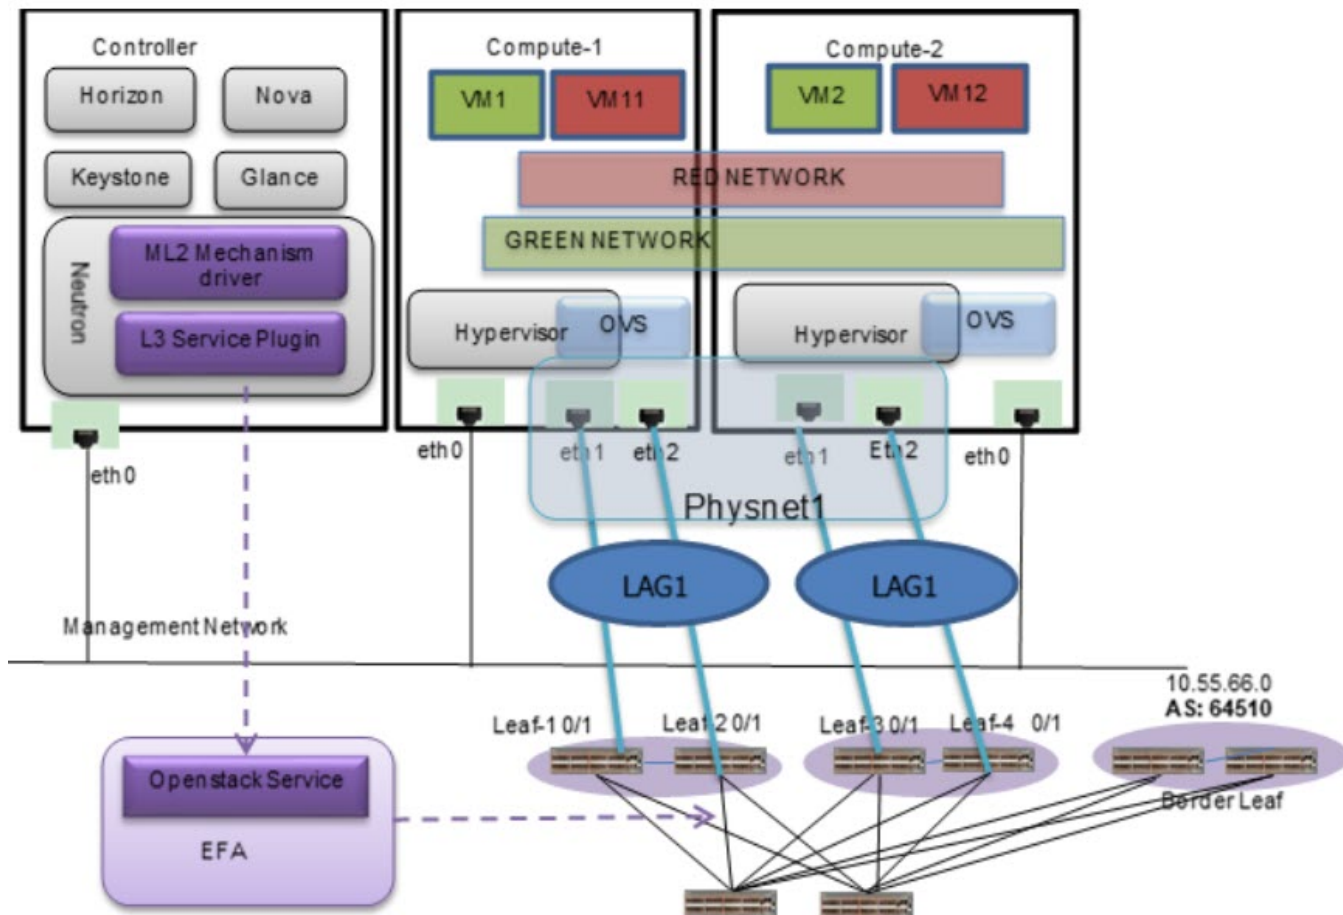 Controller
Horizon
Nova
Keystone
Glance
Neutron
ML2 Mechanism
driver
L3 Service Plugin
eth0
Compute-1
VM1
VM11
Compute-2
VM2
VM12
RED NETWORK
GREEN NETWORK
Hypervisor
OVS
Hypervisor
OVS
eth0
eth1
eth2
eth1
Eth2
eth0
Physnet1
LAG1
LAG1
Management Network
10.55.66.0
AS: 64510
Leaf-1 0/1
Leaf-2 0/1
Leaf-3 0/1
Leaf-4 0/1
Border Leaf
Openstack Service
EFA